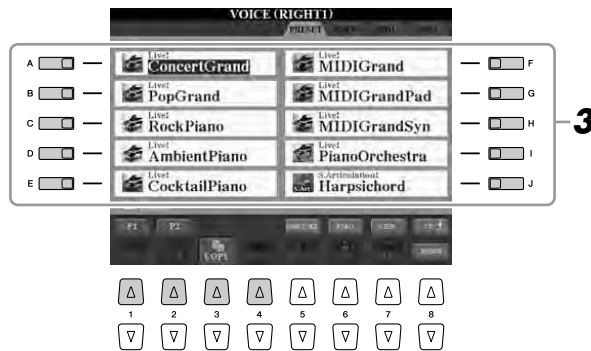 VOICE (RIGHT1)
PRESET
A Live! ConcertGrand Live! MIDIGrand F
B Live! PopGrand Live! MIDIGrandPad G
C Live! RockPiano Live! MIDIGrandSyn H
D Live! AmbientPiano Live! PianoOrchestra I
E Live! CocktailPiano S.Art S.Articulation! Harpsichord J
3
P1 P2
COPY
1 2 3 4 5 6 7 8